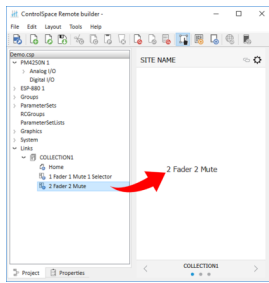 ControlSpace Remote builder -
File Edit Layout Tools Help
Demo.csp
PM4250N 1
Analog I/O
Digital I/O
ESP-880 1
Groups
ParameterSets
RCGroups
ParameterSetLists
Graphics
System
Links
COLLECTION1
Home
1 Fader 1 Mute 1 Selector
2 Fader 2 Mute
Project Properties
SITE NAME
2 Fader 2 Mute
COLLECTION1